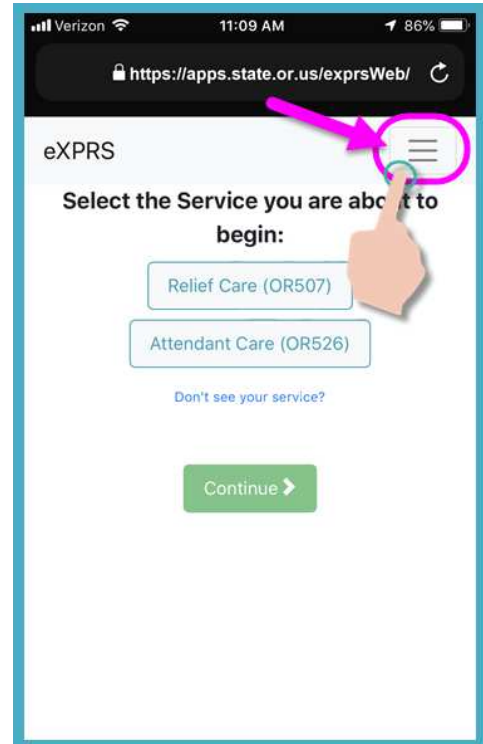 Verizon 11:09 AM 86%
https://apps.state.or.us/exprsWeb/
eXPRS
Select the Service you are about to
begin:
Relief Care (OR507)
Attendant Care (OR526)
Don't see your service?
Continue